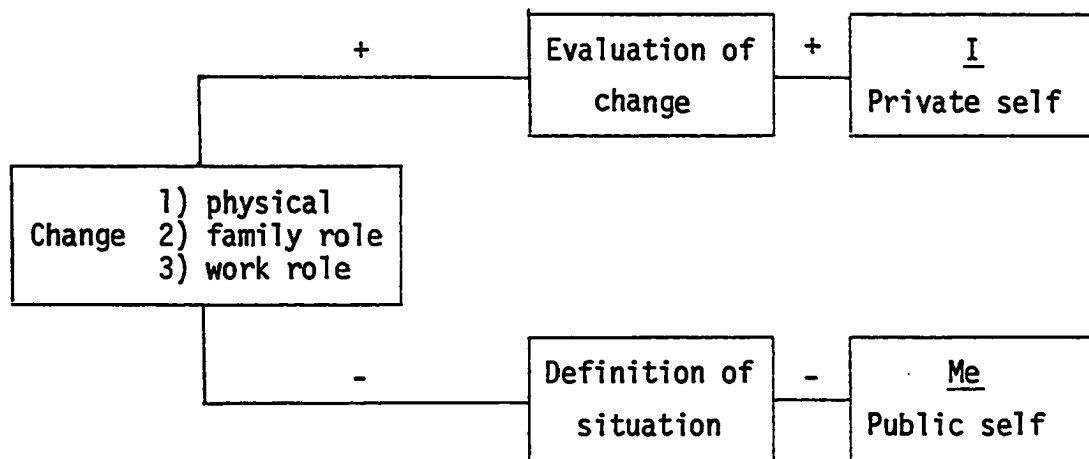 +
Evaluation of
change
+
I
Private self
Change 1) physical
2) family role
3) work role
-
Definition of
situation
-
Me
Public self